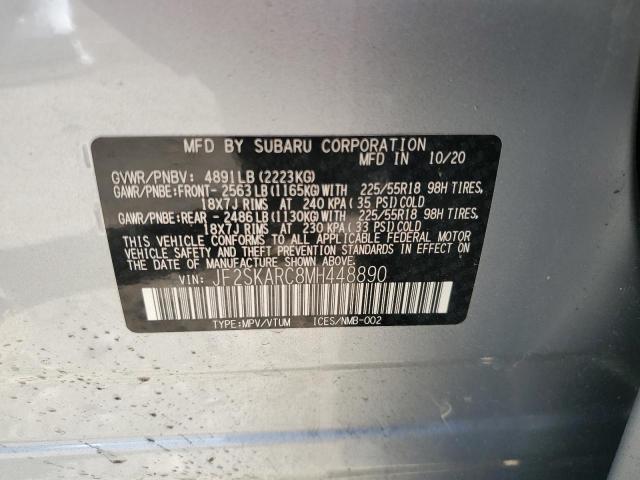 MFD BY SUBARU CORPORATION
MFD IN 10/20
GVWR/PNBV: 4891LB (2223KG)
GAWR/PNBE:FRONT- 2563LB (1165KG)WITH 225/55R18 98H TIRES,
18X7J RIMS AT 240 KPA (35 PSI)COLD
GAWR/PNBE:REAR - 2486LB (1130KG)WITH 225/55R18 98H TIRES,
18X7J RIMS AT 230 KPA (33 PSI)COLD
THIS VEHICLE CONFORMS TO ALL APPLICABLE FEDERAL MOTOR
VEHICLE SAFETY AND THEFT PREVENTION STANDARDS IN EFFECT ON
THE DATE OF MANUFACTURE SHOWN ABOVE.
VIN: JF2SKARC8MH448890
TYPE:MPV/VTUM ICES/NMB-002